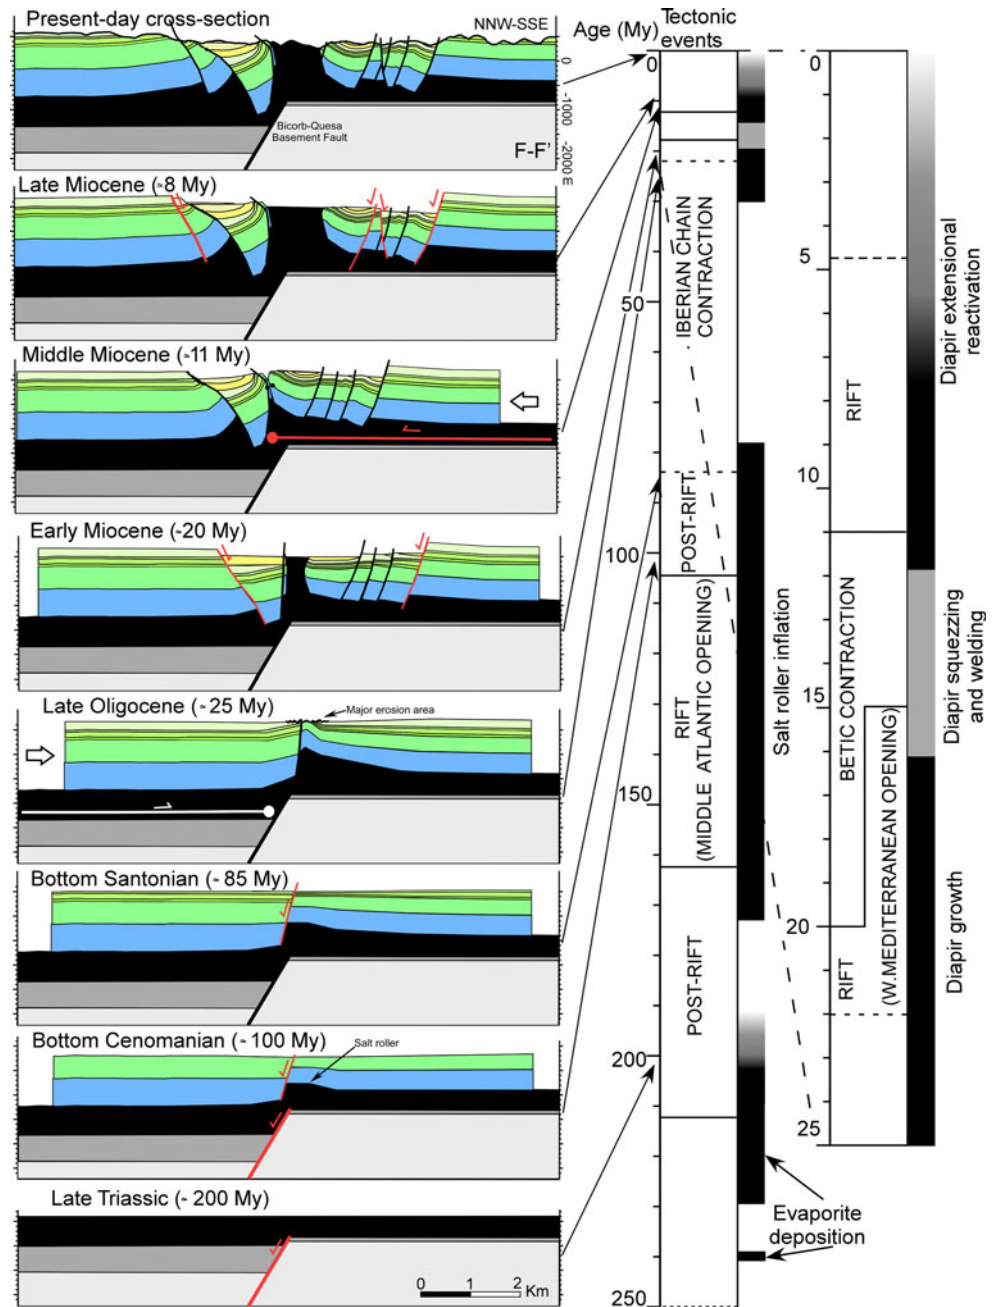 Present-day cross-section
NNW-SSE
0
-1000
-2000 m
Bicorb-Quesa
Basement Fault
F-F'
Late Miocene (~8 My)
Middle Miocene (~11 My)
Early Miocene (~20 My)
Late Oligocene (~25 My)
Major erosion area
Bottom Santonian (~ 85 My)
Bottom Cenomanian (~ 100 My)
Salt roller
Late Triassic (~ 200 My)
0 1 2 Km
Age (My)
Tectonic
events
0
50
100
150
200
250
IBERIAN CHAIN
CONTRACTION
POST-RIFT
RIFT
(MIDDLE ATLANTIC OPENING)
POST-RIFT
Salt roller inflation
Evaporite
deposition
0
5
10
15
20
25
RIFT
BETIC CONTRACTION
RIFT
(W.MEDITERRANEAN OPENING)
Diapir extensional
reactivation
Diapir squezzing
and welding
Diapir growth